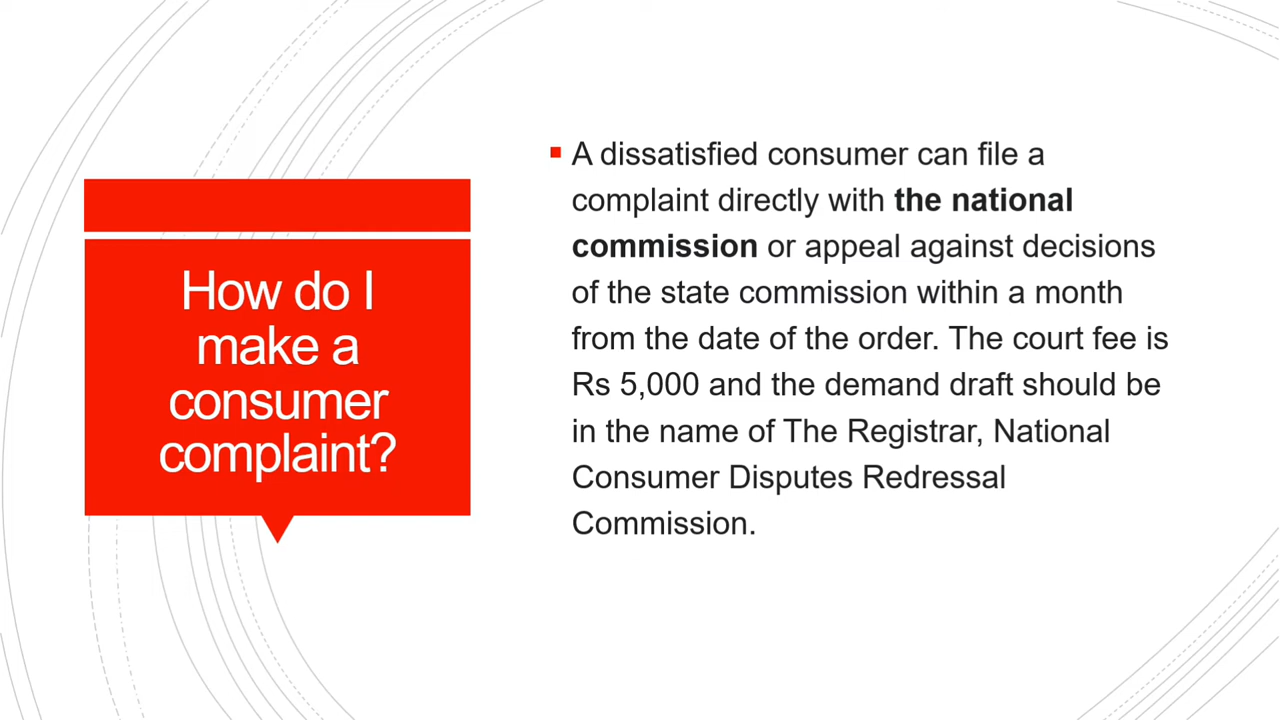 How do I
make a
consumer
complaint?
A dissatisfied consumer can file a
complaint directly with the national
commission or appeal against decisions
of the state commission within a month
from the date of the order. The court fee is
Rs 5,000 and the demand draft should be
in the name of The Registrar, National
Consumer Disputes Redressal
Commission.